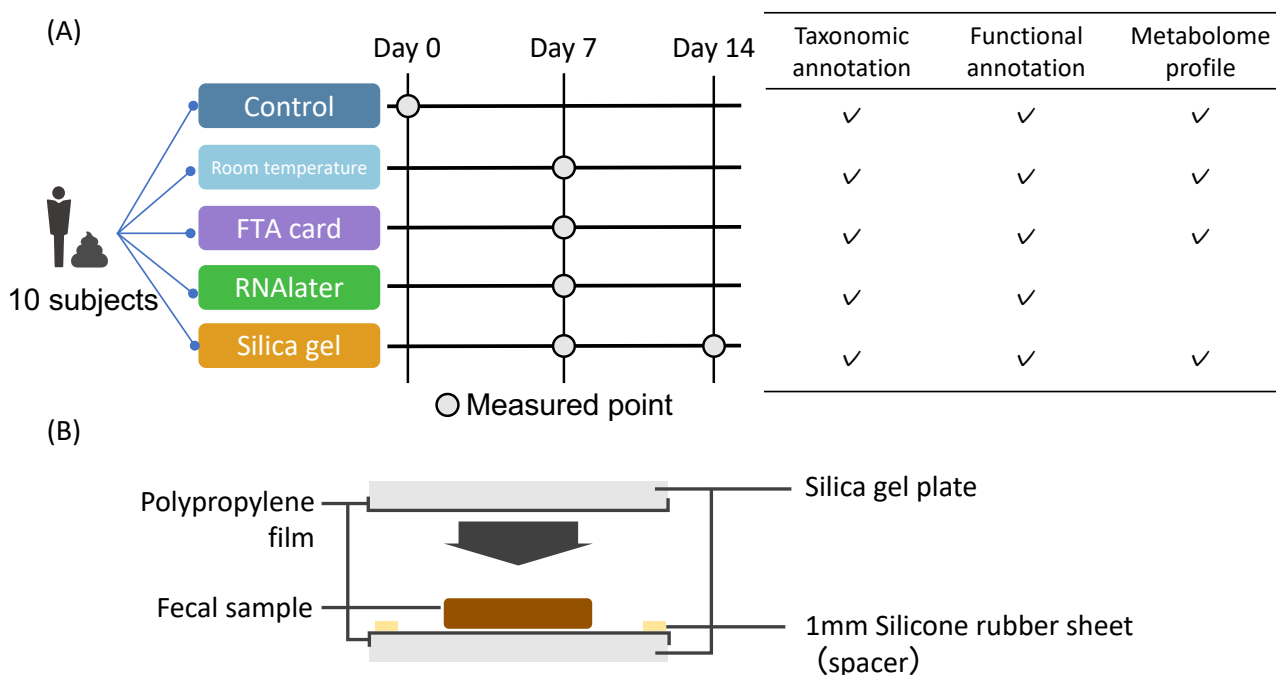 (A)
Day 0 Day 7 Day 14
Taxonomic annotation
Functional annotation
Metabolome profile
Control
Room temperature
FTA card
RNAlater
Silica gel
10 subjects
Measured point
(B)
Polypropylene
film
Silica gel plate
Fecal sample
1mm Silicone rubber sheet
（spacer）